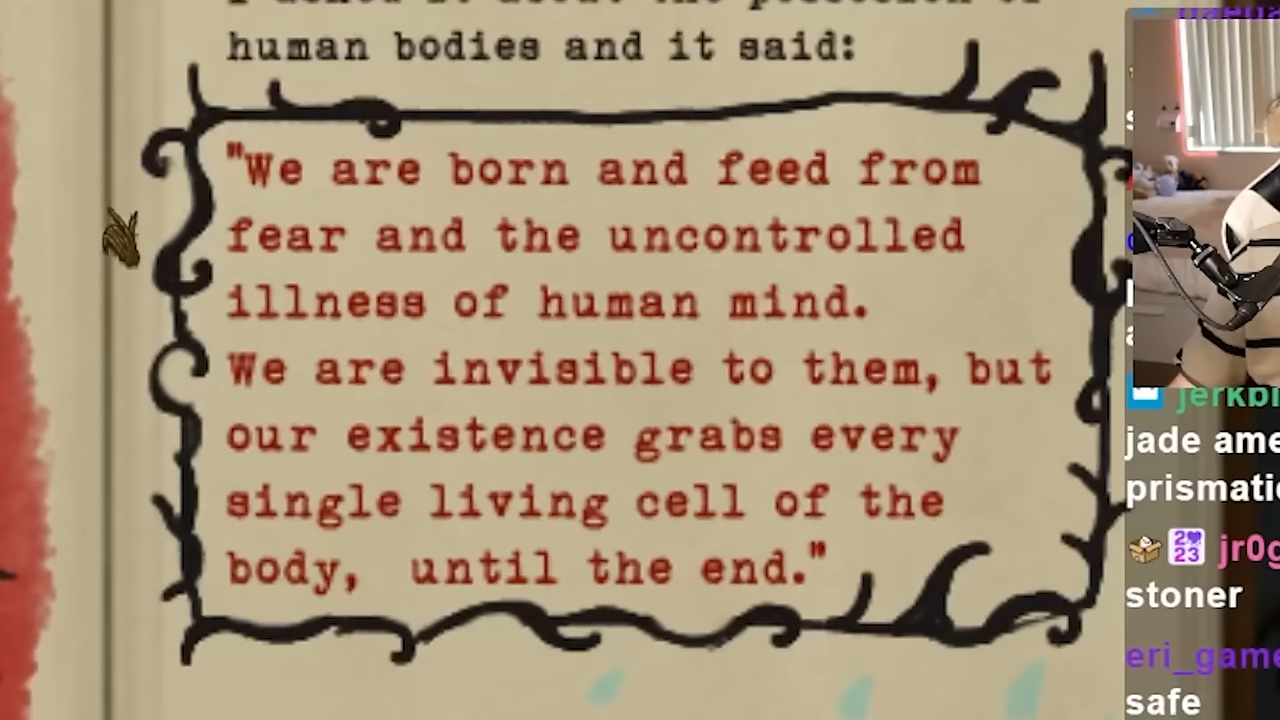 human bodies and it said:
"We are born and feed from
fear and the uncontrolled
illness of human mind.
We are invisible to them, but
our existence grabs every
single living cell of the
body,  until the end."
jade
stoner
safe